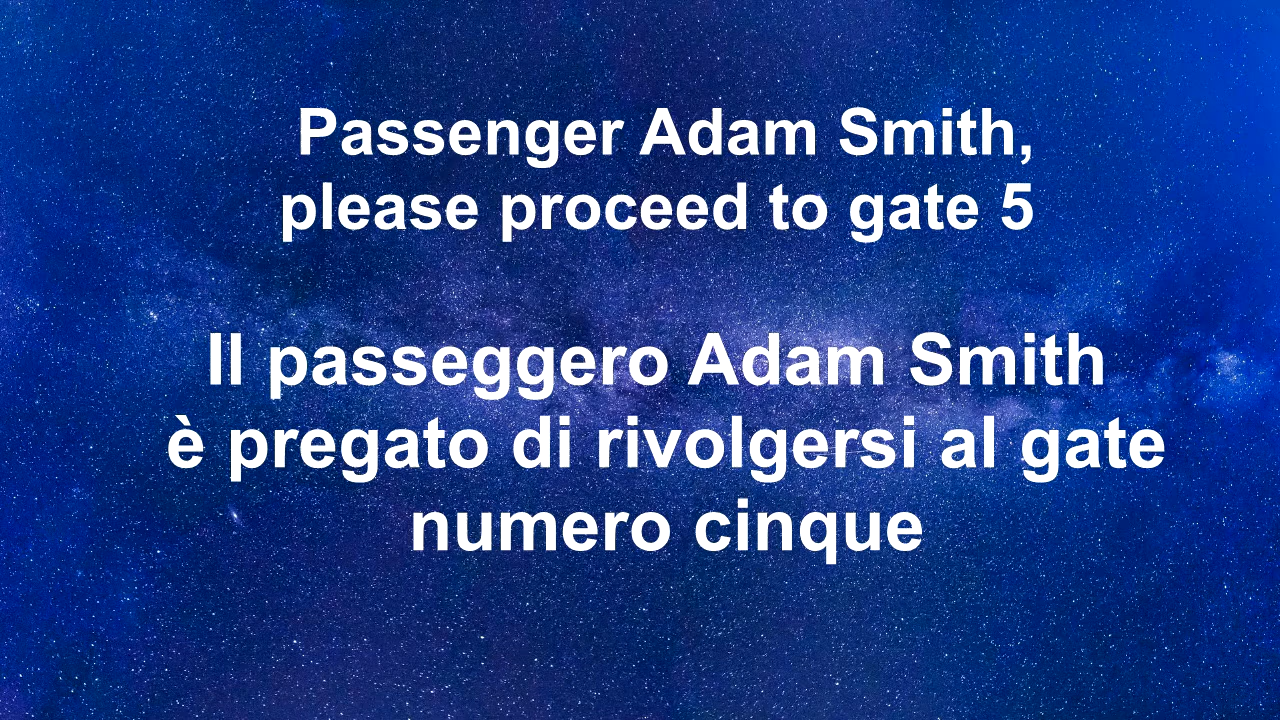 Passenger Adam Smith,
please proceed to gate 5
Il passeggero Adam Smith
è pregato di rivolgersi al gate
numero cinque